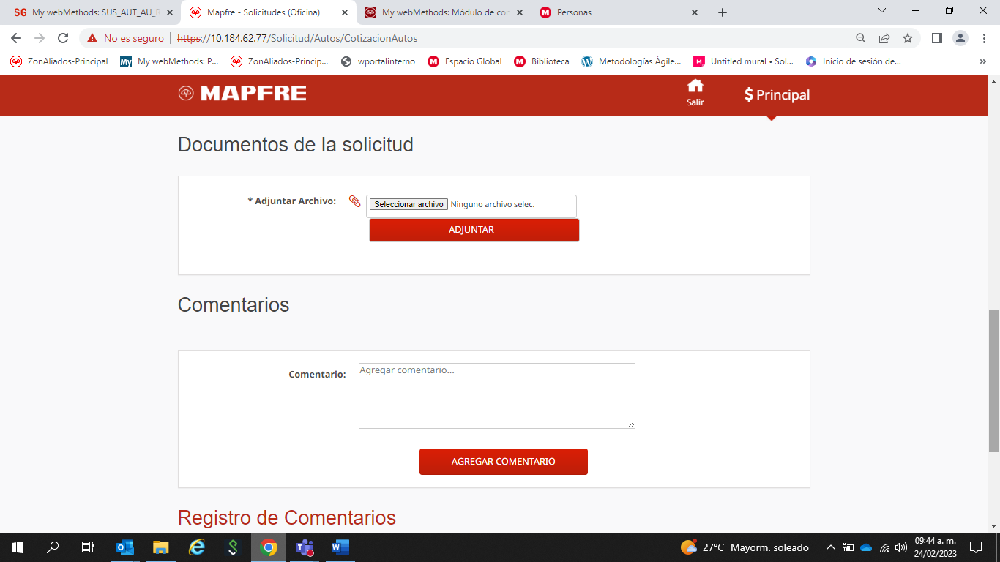 SG My webMethods: SUS_AUT_AU_R
Mapfre - Solicitudes (Oficina)
My webMethods: Módulo de con
Personas
No es seguro
https://10.184.62.77/Solicitud/Autos/CotizacionAutos
ZonAliados-Principal
My My webMethods: P...
ZonAliados-Princip...
wportalinterno
M Espacio Global
M Biblioteca
Metodologías Ágile...
Untitled mural • Sol...
Inicio de sesión de...
MAPFRE
Salir
$ Principal
Documentos de la solicitud
* Adjuntar Archivo:
Seleccionar archivo Ninguno archivo selec.
ADJUNTAR
Comentarios
Comentario:
Agregar comentario...
AGREGAR COMENTARIO
Registro de Comentarios
27°C Mayorm. soleado
09:44 a. m.
24/02/2023